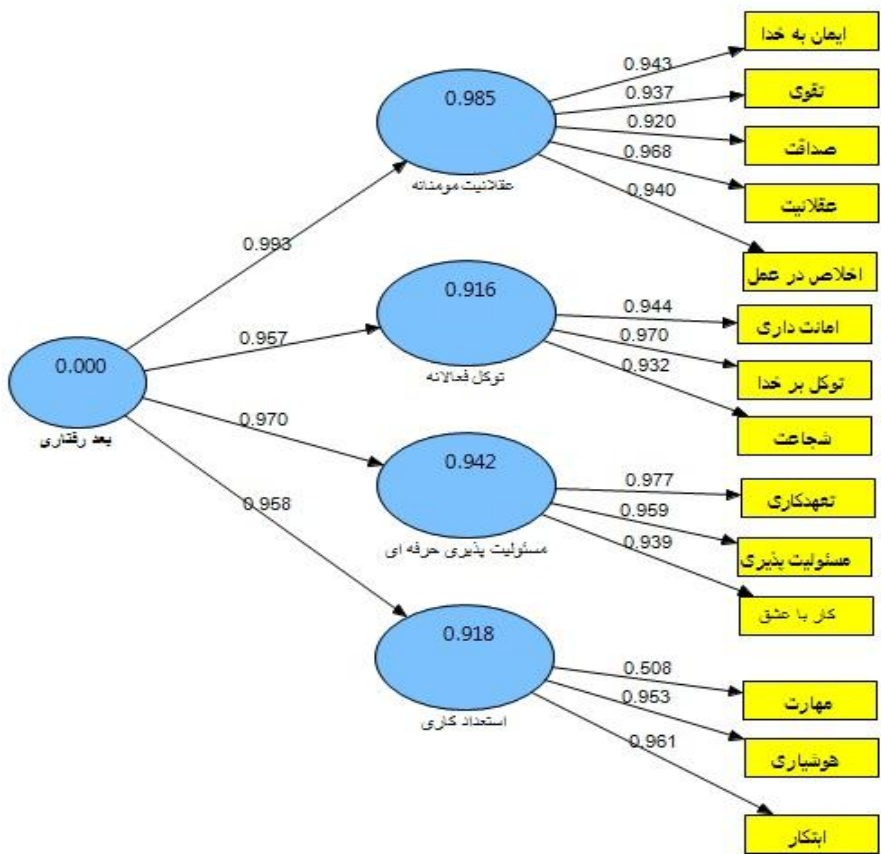 ایمان به خدا
0.943
تقوی
0.937
صداقت
0.920
عقلانیت
0.968
اخلاص در عمل
0.940
0.985
عقلانیت مومنانه
0.993
امانت داری
0.944
توکل بر خدا
0.970
شجاعت
0.932
0.916
توکل فعالانه
0.957
0.000
بعد رفتاری
0.970
تعهدکاری
0.977
مسئولیت پذیری
0.959
کار با عشق
0.939
0.942
مسئولیت پذیری حرفه ای
0.958
مهارت
0.508
هوشیاری
0.953
ابتکار
0.961
0.918
استعداد کاری